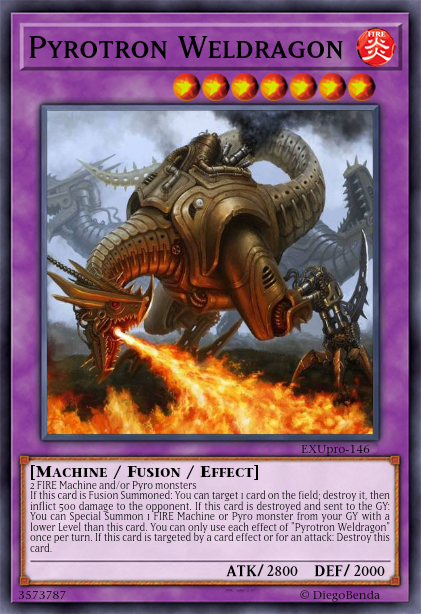 Pyrotron Weldragon
FIRE
炎
EXUpro-146
[Machine / Fusion / Effect]
2 FIRE Machine and/or Pyro monsters
If this card is Fusion Summoned: You can target 1 card on the field; destroy it, then
inflict 500 damage to the opponent. If this card is destroyed and sent to the GY:
You can Special Summon 1 FIRE Machine or Pyro monster from your GY with a
lower Level than this card. You can only use each effect of "Pyrotron Weldragon"
once per turn. If this card is targeted by a card effect or for an attack: Destroy this
card.
ATK/ 2800 DEF/ 2000
3573787
© DiegoBenda